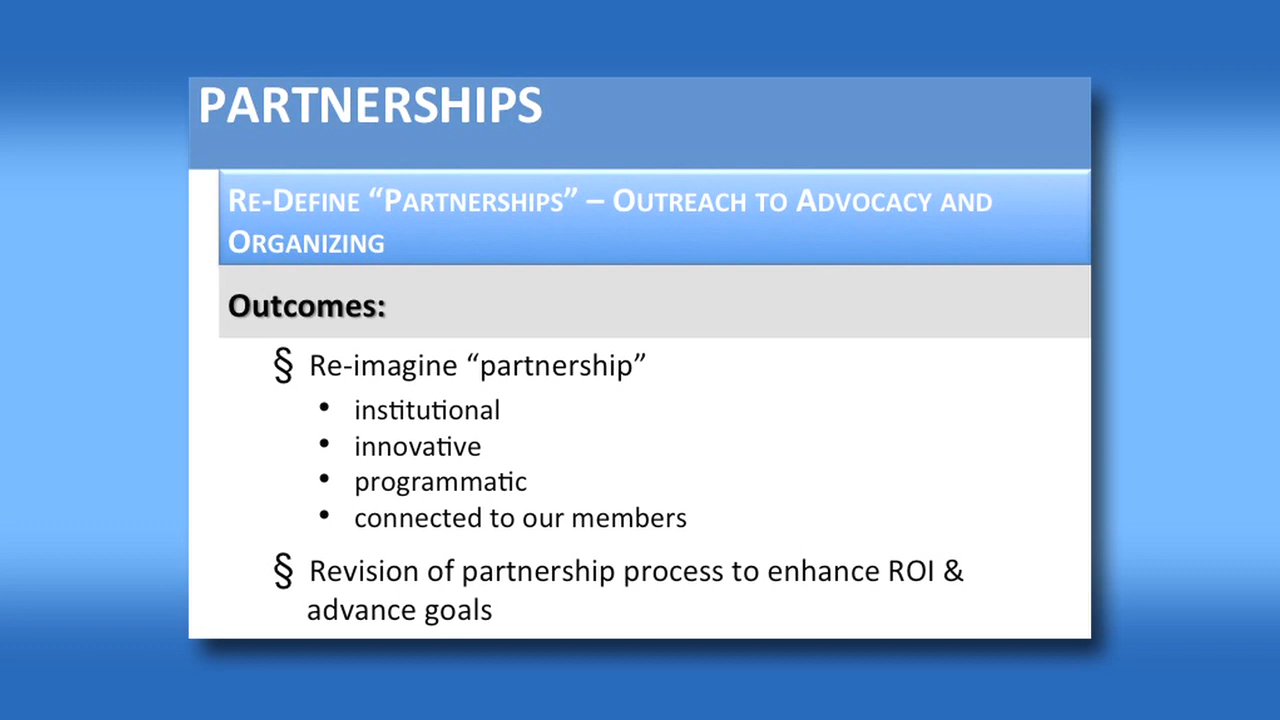 PARTNERSHIPS
RE-DEFINE “PARTNERSHIPS” – OUTREACH TO ADVOCACY AND
ORGANIZING
Outcomes:
§ Re-imagine “partnership”
• institutional
• innovative
• programmatic
• connected to our members
§ Revision of partnership process to enhance ROI &
advance goals